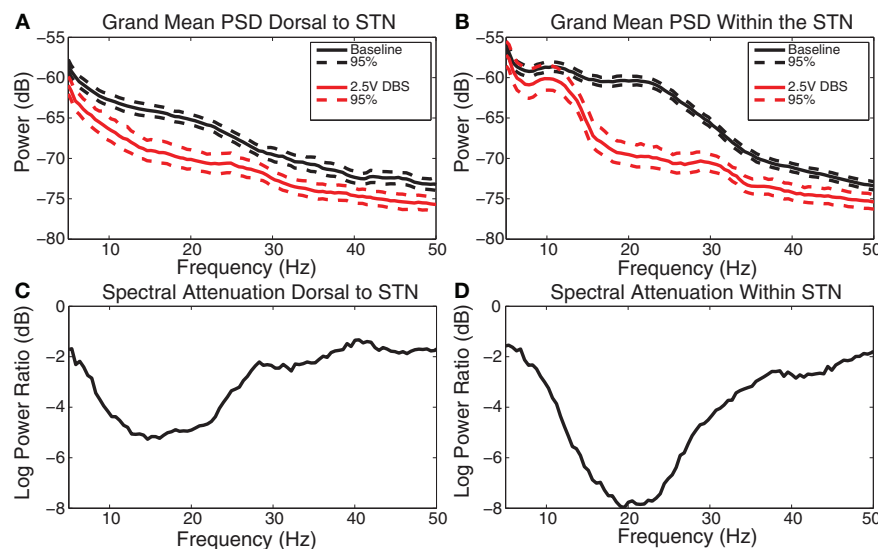 A
Grand Mean PSD Dorsal to STN
Power (dB)
−55
−60
−65
−70
−75
−80
Baseline
95%
2.5V DBS
95%
10 20 30 40 50
Frequency (Hz)
B
Grand Mean PSD Within the STN
Power (dB)
−55
−60
−65
−70
−75
−80
Baseline
95%
2.5V DBS
95%
10 20 30 40 50
Frequency (Hz)
C
Spectral Attenuation Dorsal to STN
Log Power Ratio (dB)
0
−2
−4
−6
−8
10 20 30 40 50
Frequency (Hz)
D
Spectral Attenuation Within STN
Log Power Ratio (dB)
0
−2
−4
−6
−8
10 20 30 40 50
Frequency (Hz)